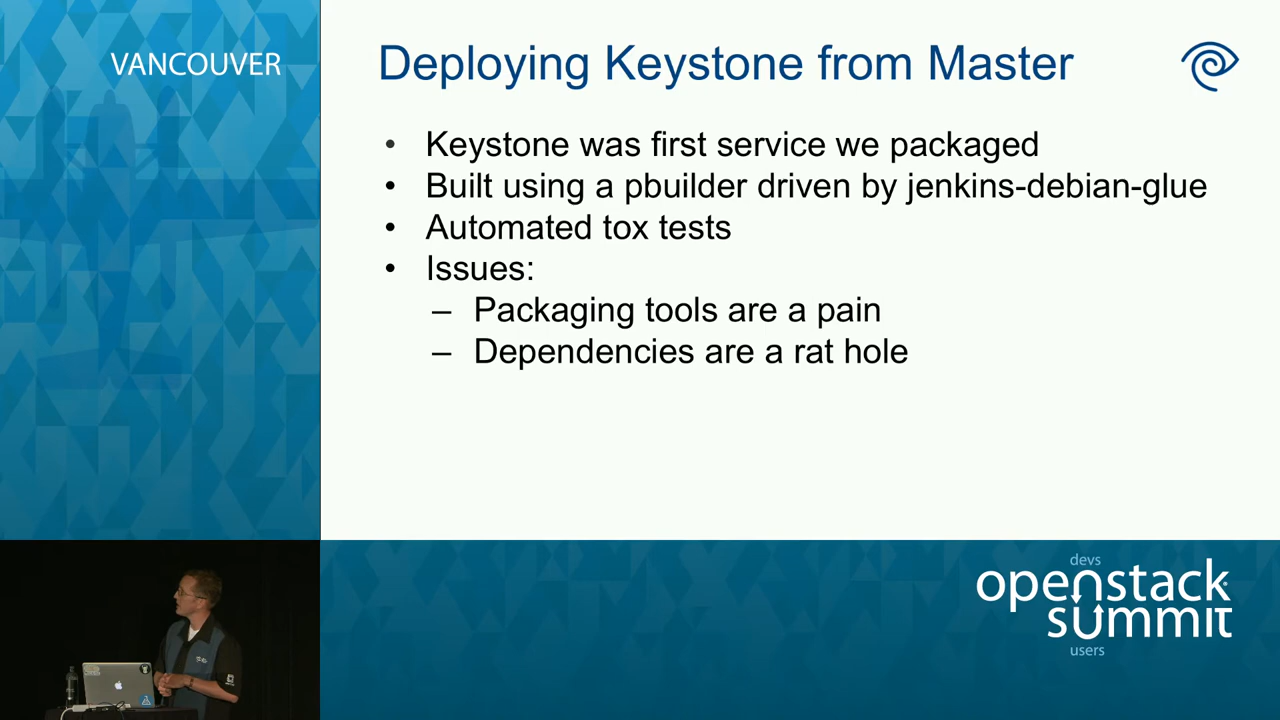 VANCOUVER
Deploying Keystone from Master
• Keystone was first service we packaged
• Built using a pbuilder driven by jenkins-debian-glue
• Automated tox tests
• Issues:
– Packaging tools are a pain
– Dependencies are a rat hole
devs
openstack
summit
users